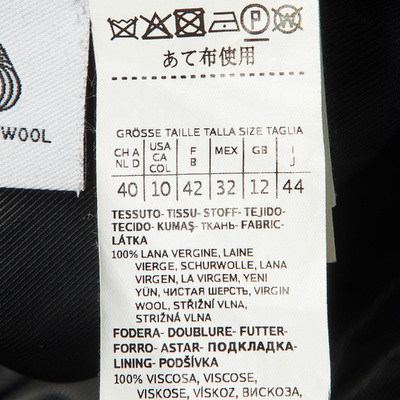 WOOL
P W
あて布使用
GRÖSSE TAILLE TALLA SIZE TAGLIA
CH A NL D
USA CA COL
F B
MEX
GB
I J
40 10 42 32 12 44
TESSUTO- TISSU- STOFF- TEJIDO-
TECIDO- KUMAŞ- ТКАНЬ- FABRIC-
LÁTKA
100% LANA VERGINE, LAINE
VIERGE, SCHURWOLLE, LANA
VIRGEN, LA VIRGEM, YENI
YÜN, ЧИСТАЯ ШЕРСТЬ, VIRGIN
WOOL, STŘIŽNÍ VLNA,
STRIŽNÁ VLNA
FODERA- DOUBLURE- FUTTER-
FORRO- ASTAR- ПОДКЛАДКА-
LINING- PODŠÍVKA
100% VISCOSA, VISCOSE,
VISKOSE, VİSKOZ, ВИСКОЗА,